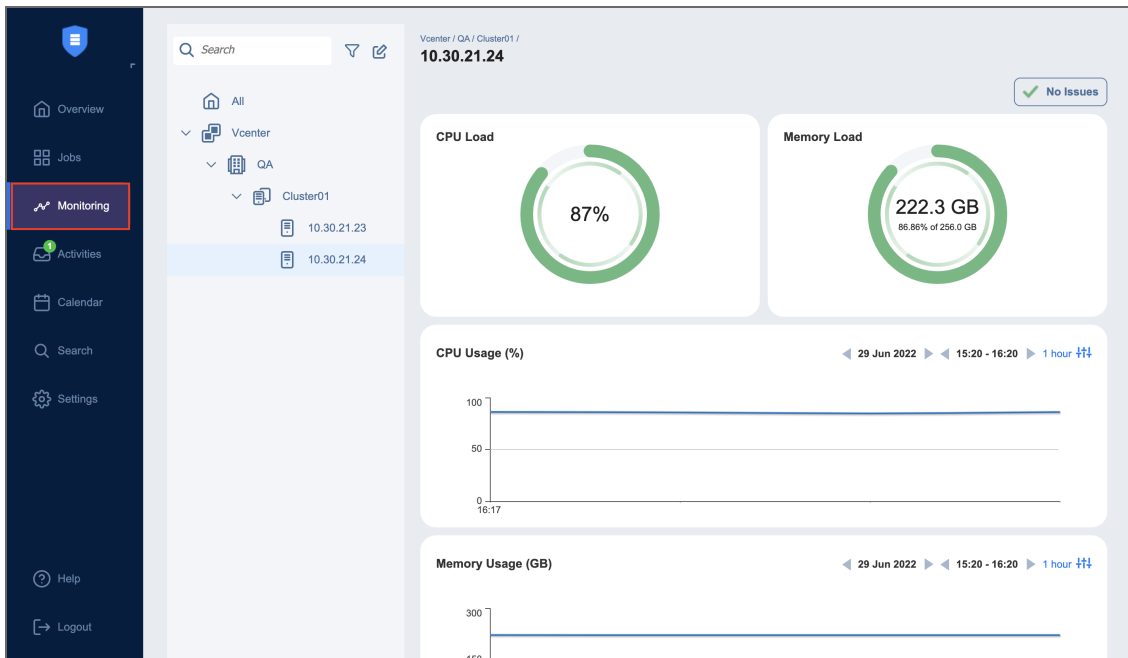 Overview
Jobs
Monitoring
1
Activities
Calendar
Search
Settings
Help
Logout
Search
All
Vcenter
QA
Cluster01
10.30.21.23
10.30.21.24
Vcenter / QA / Cluster01 /
10.30.21.24
No Issues
CPU Load
87%
Memory Load
222.3 GB
86.86% of 256.0 GB
CPU Usage (%)
29 Jun 2022
15:20 - 16:20
1 hour
100
50
0
16:17
Memory Usage (GB)
29 Jun 2022
15:20 - 16:20
1 hour
300
150